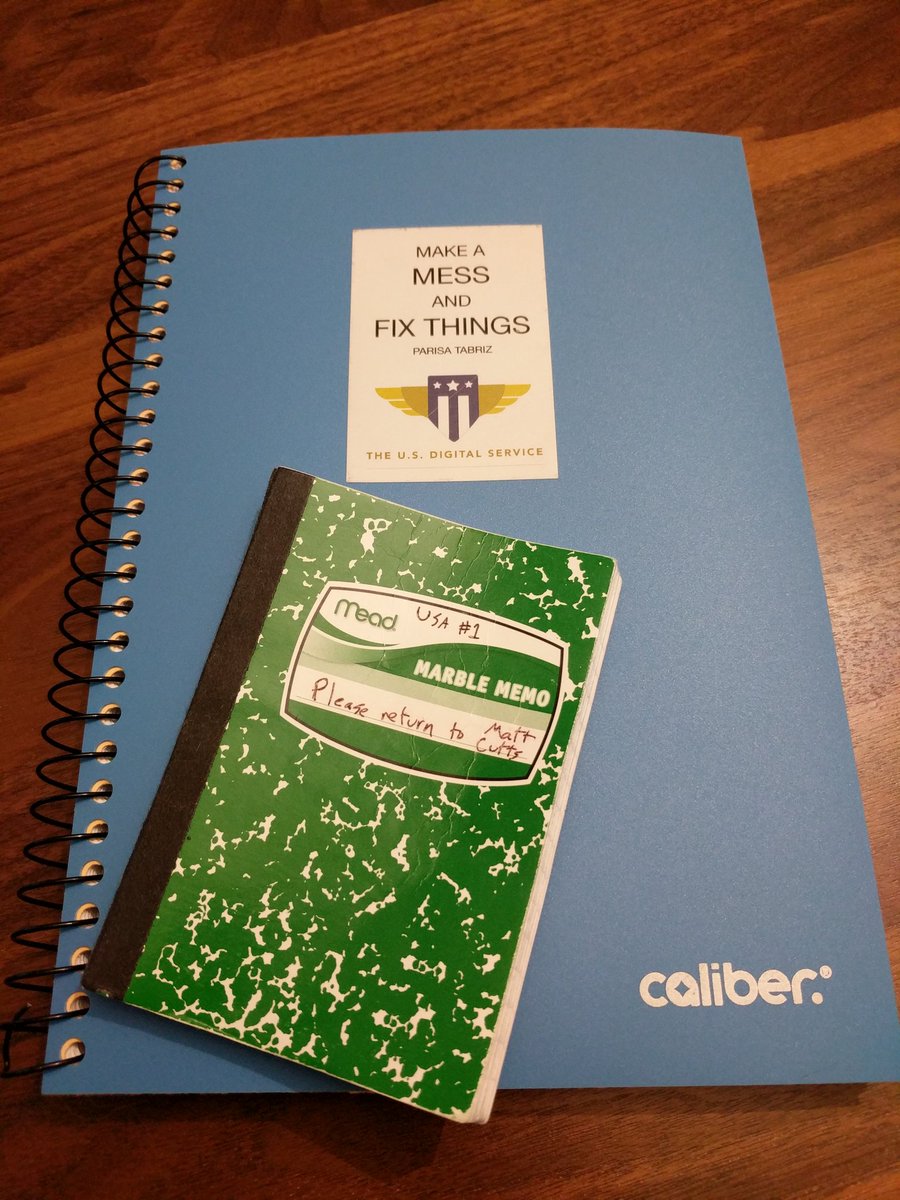 MAKE A
MESS
AND
FIX THINGS
PARISA TABRIZ
THE U.S. DIGITAL SERVICE
Mead
USA #1
MARBLE MEMO
Please return to Matt
Cutts
caliber.®